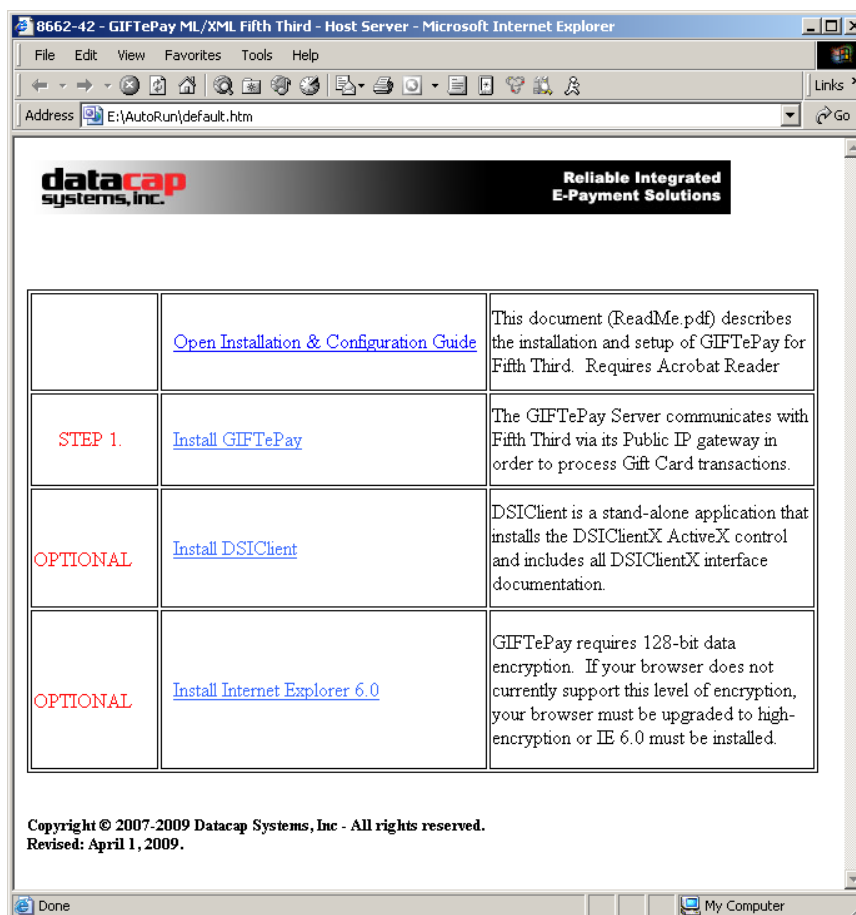 8662-42 - GIFTePay ML/XML Fifth Third - Host Server - Microsoft Internet Explorer
File Edit View Favorites Tools Help
Links
Address E:\AutoRun\default.htm Go
datacap
systems, inc.
Reliable Integrated
E-Payment Solutions
Open Installation & Configuration Guide
This document (ReadMe.pdf) describes
the installation and setup of GIFTePay for
Fifth Third. Requires Acrobat Reader
STEP 1.
Install GIFTePay
The GIFTePay Server communicates with
Fifth Third via its Public IP gateway in
order to process Gift Card transactions.
OPTIONAL
Install DSIClient
DSIClient is a stand-alone application that
installs the DSIClientX ActiveX control
and includes all DSIClientX interface
documentation.
OPTIONAL
Install Internet Explorer 6.0
GIFTePay requires 128-bit data
encryption. If your browser does not
currently support this level of encryption,
your browser must be upgraded to high-
encryption or IE 6.0 must be installed.
Copyright © 2007-2009 Datacap Systems, Inc - All rights reserved.
Revised: April 1, 2009.
Done
My Computer